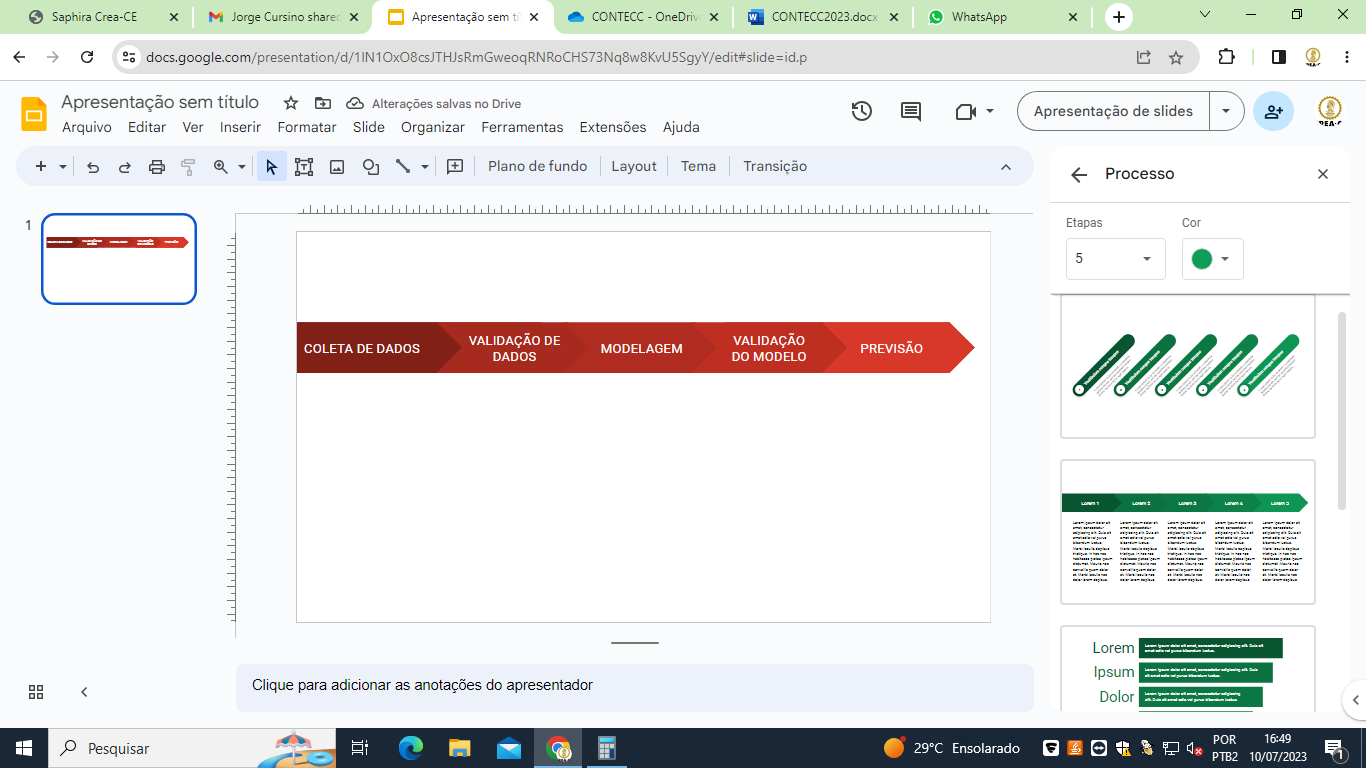 Saphira Crea-CE
Jorge Cursino shared
Apresentação sem tí
CONTECC - OneDriv
CONTECC2023.docx
WhatsApp
docs.google.com/presentation/d/1IN1OxO8csJTHJsRmGweoqRNRoCHS73Nq8w8KvU5SgyY/edit#slide=id.p
Apresentação sem título
Alterações salvas no Drive
Arquivo Editar Ver Inserir Formatar Slide Organizar Ferramentas Extensões Ajuda
Apresentação de slides
Plano de fundo Layout Tema Transição
Processo
Etapas
Cor
5
1
COLETA DE DADOS
VALIDAÇÃO DE
DADOS
MODELAGEM
VALIDAÇÃO
DO MODELO
PREVISÃO
Lorem 1 Lorem 2 Lorem 3 Lorem 4 Lorem 5
Lorem
Ipsum
Dolor
Clique para adicionar as anotações do apresentador
Pesquisar
29°C Ensolarado
POR
PTB2
16:49
10/07/2023
1